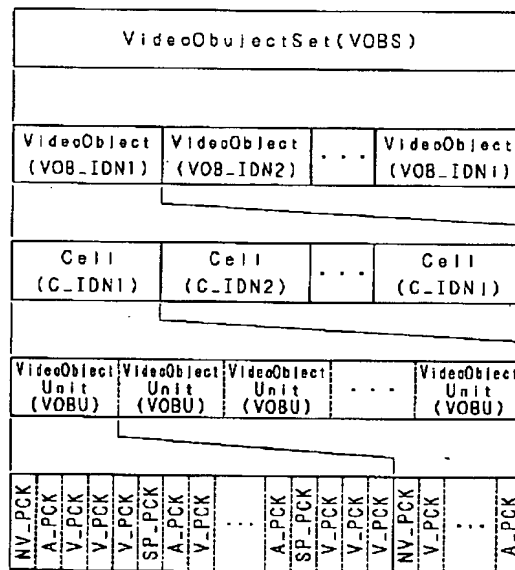 VideoObujectSet(VOBS)
VideoObject VideoObject ... VideoObject
(VOB_IDN1) (VOB_IDN2) (VOB_IDNi)
Cell Cell ... Cell
(C_IDN1) (C_IDN2) (C_IDNj)
VideoObject VideoObject VideoObject ... VideoObject
Unit Unit Unit Unit
(VOBU) (VOBU) (VOBU) (VOBU)
NV_PCK A_PCK V_PCK V_PCK V_PCK SP_PCK A_PCK V_PCK ... A_PCK SP_PCK V_PCK V_PCK NV_PCK V_PCK ... A_PCK